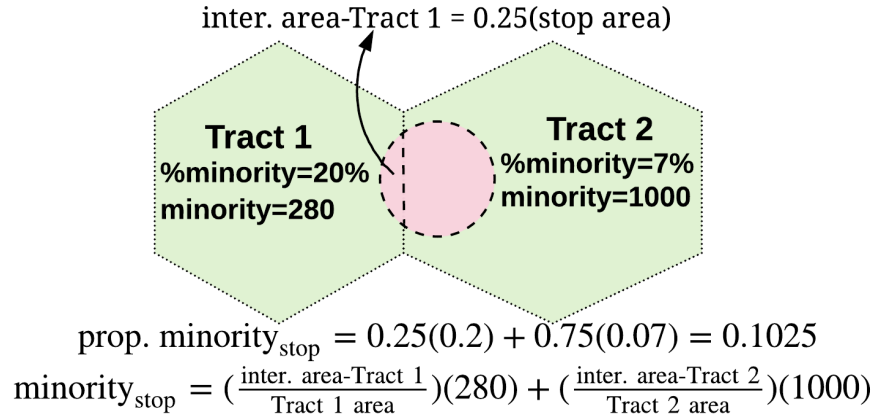 inter. area-Tract 1 = 0.25(stop area)
Tract 1
%minority=20%
minority=280
Tract 2
%minority=7%
minority=1000
prop. minority_stop = 0.25(0.2) + 0.75(0.07) = 0.1025
minority_stop = (inter. area-Tract 1 / Tract 1 area)(280) + (inter. area-Tract 2 / Tract 2 area)(1000)